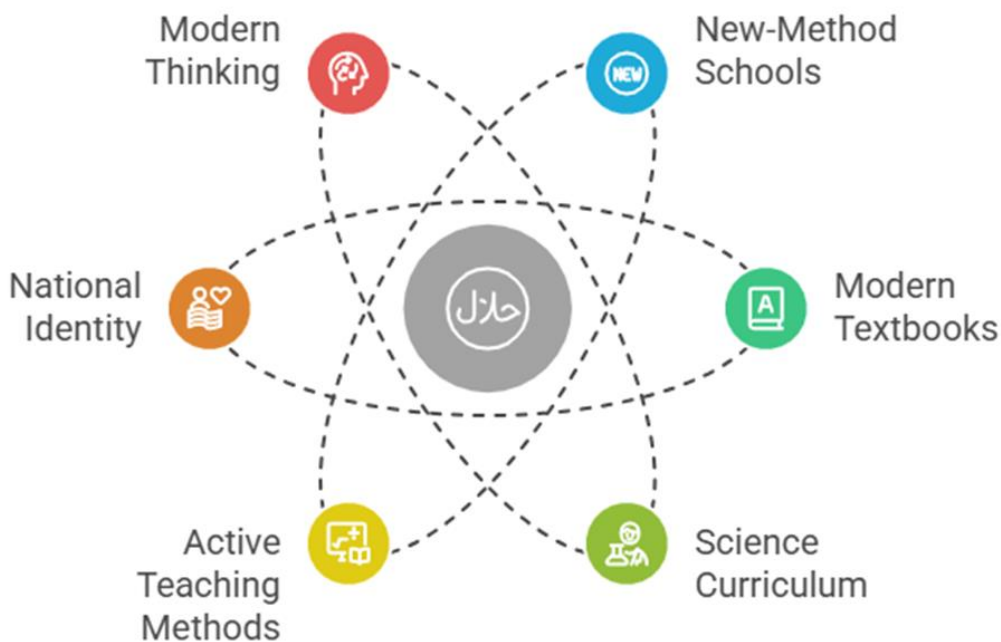 Modern
Thinking
NEW
New-Method
Schools
National
Identity
حلال
A
Modern
Textbooks
Active
Teaching
Methods
Science
Curriculum